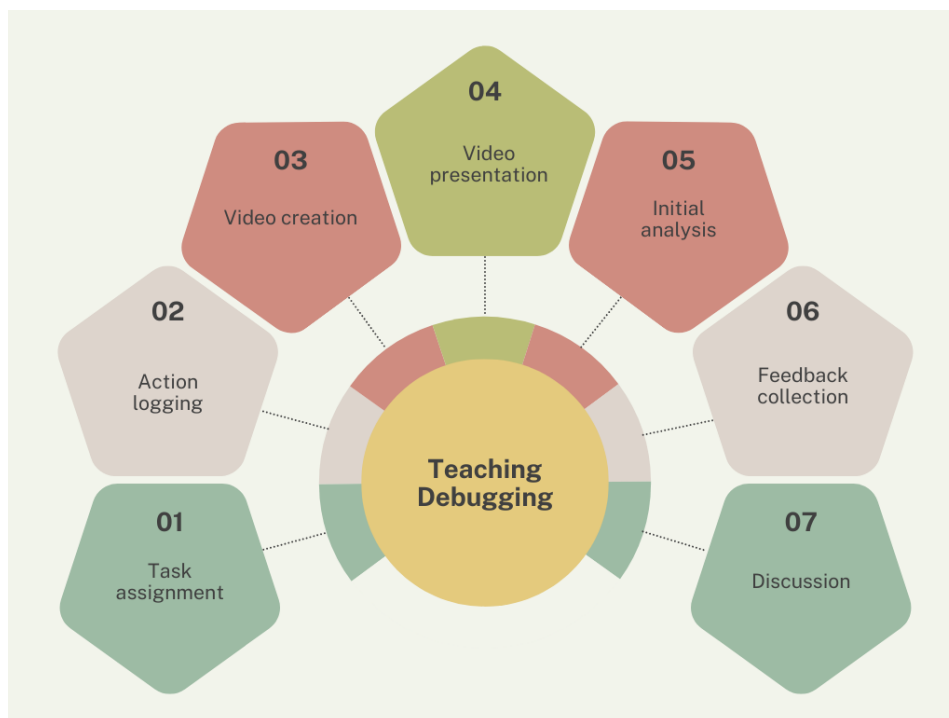 01
Task
assignment
02
Action
logging
03
Video creation
04
Video
presentation
05
Initial
analysis
06
Feedback
collection
07
Discussion
Teaching
Debugging